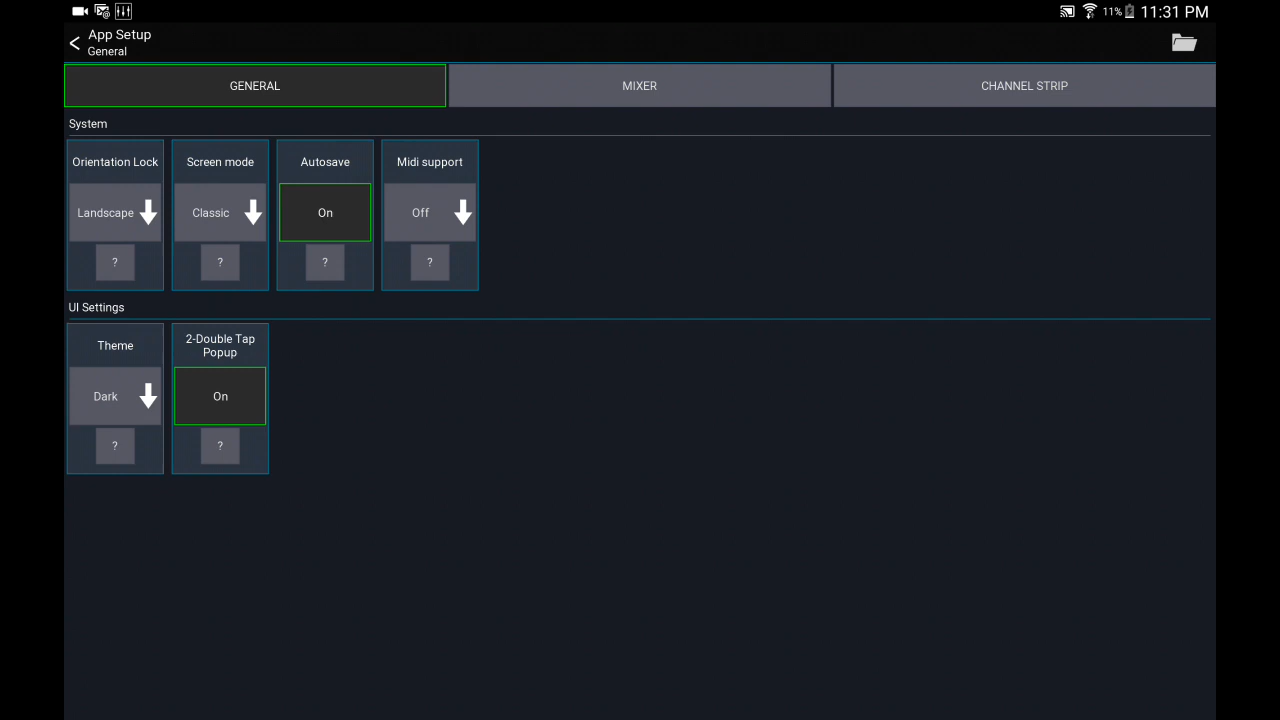 11% 11:31 PM
App Setup
General
GENERAL MIXER CHANNEL STRIP
System
Orientation Lock Screen mode Autosave Midi support
Landscape Classic On Off
? ? ? ?
UI Settings
Theme 2-Double Tap
Popup
Dark On
? ?